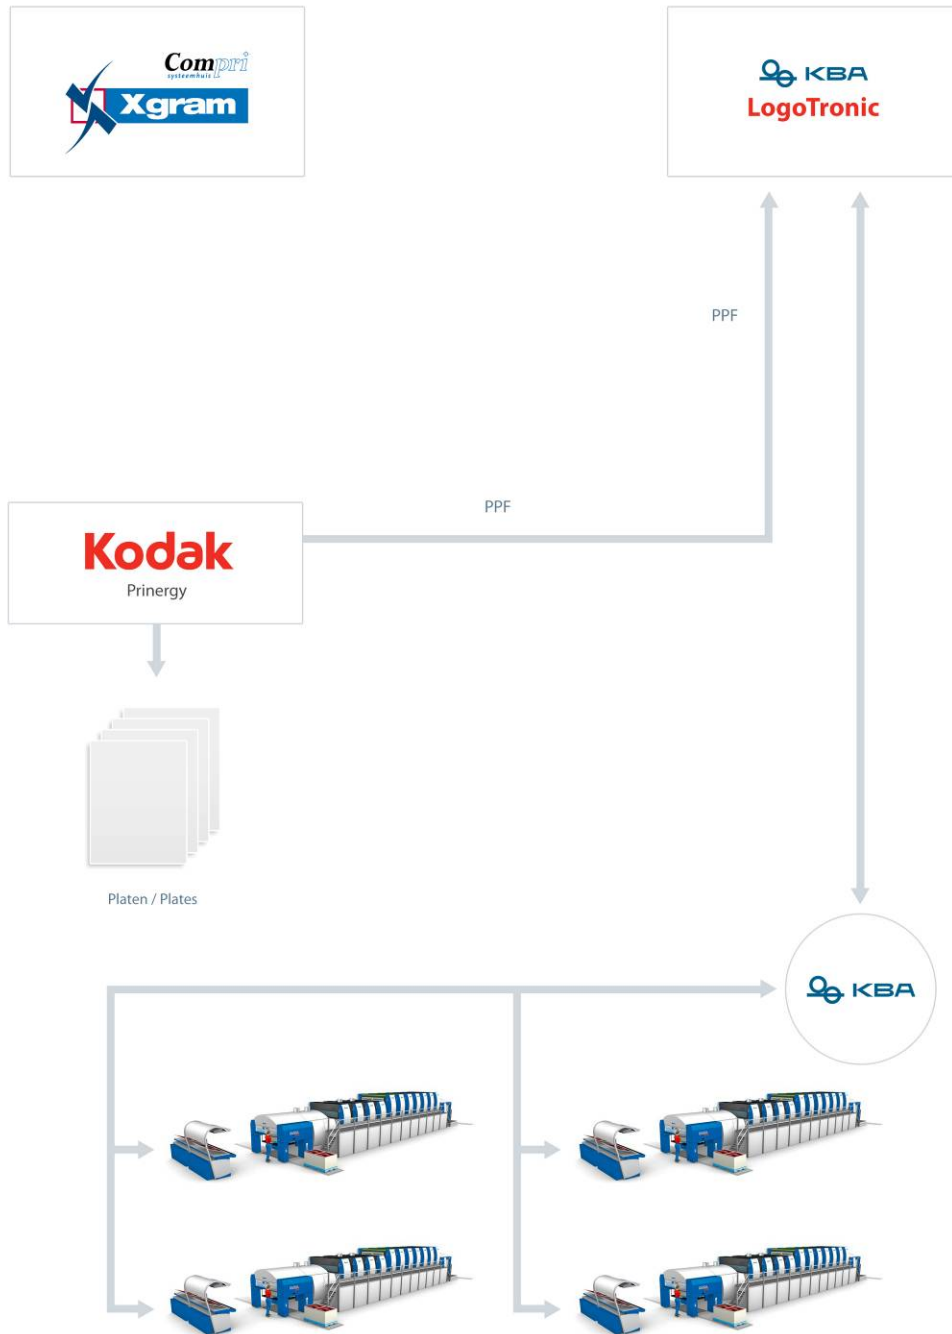 Compri
systeemhuis
Xgram
KBA
LogoTronic
PPF
PPF
Kodak
Prinergy
Platen / Plates
KBA